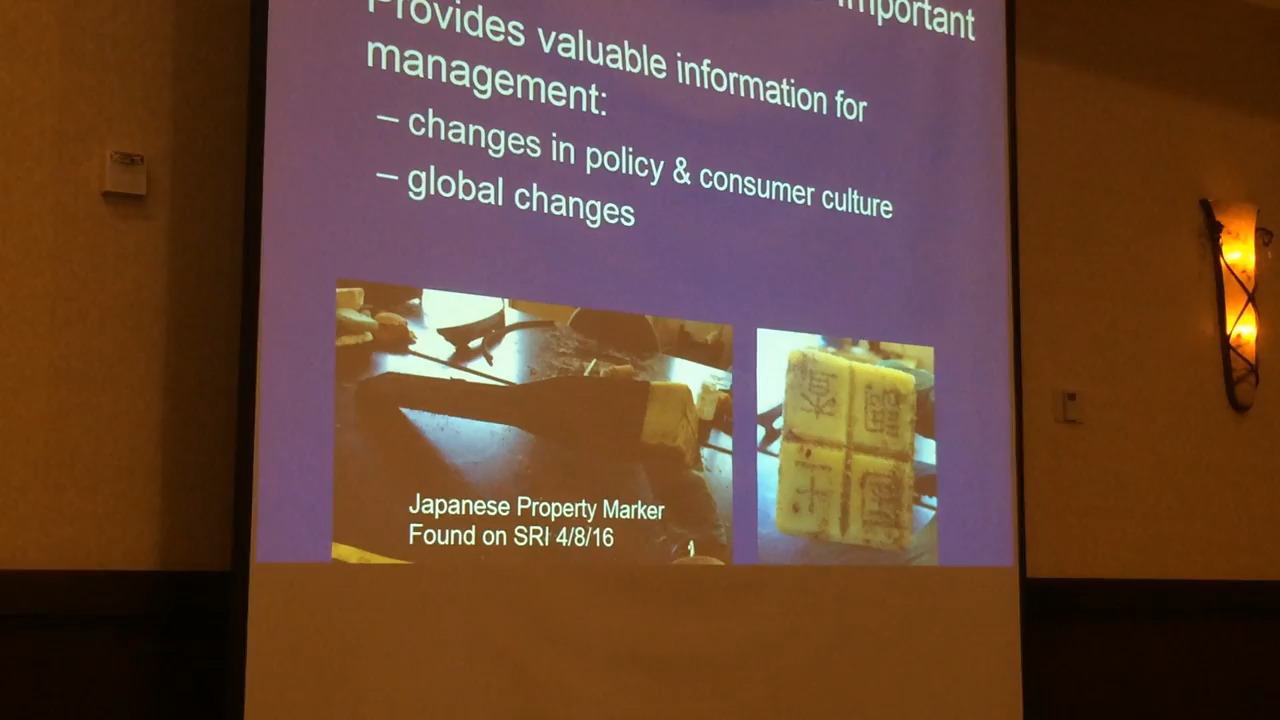 important
Provides valuable information for
management:
– changes in policy & consumer culture
– global changes
Japanese Property Marker
Found on SRI 4/8/16